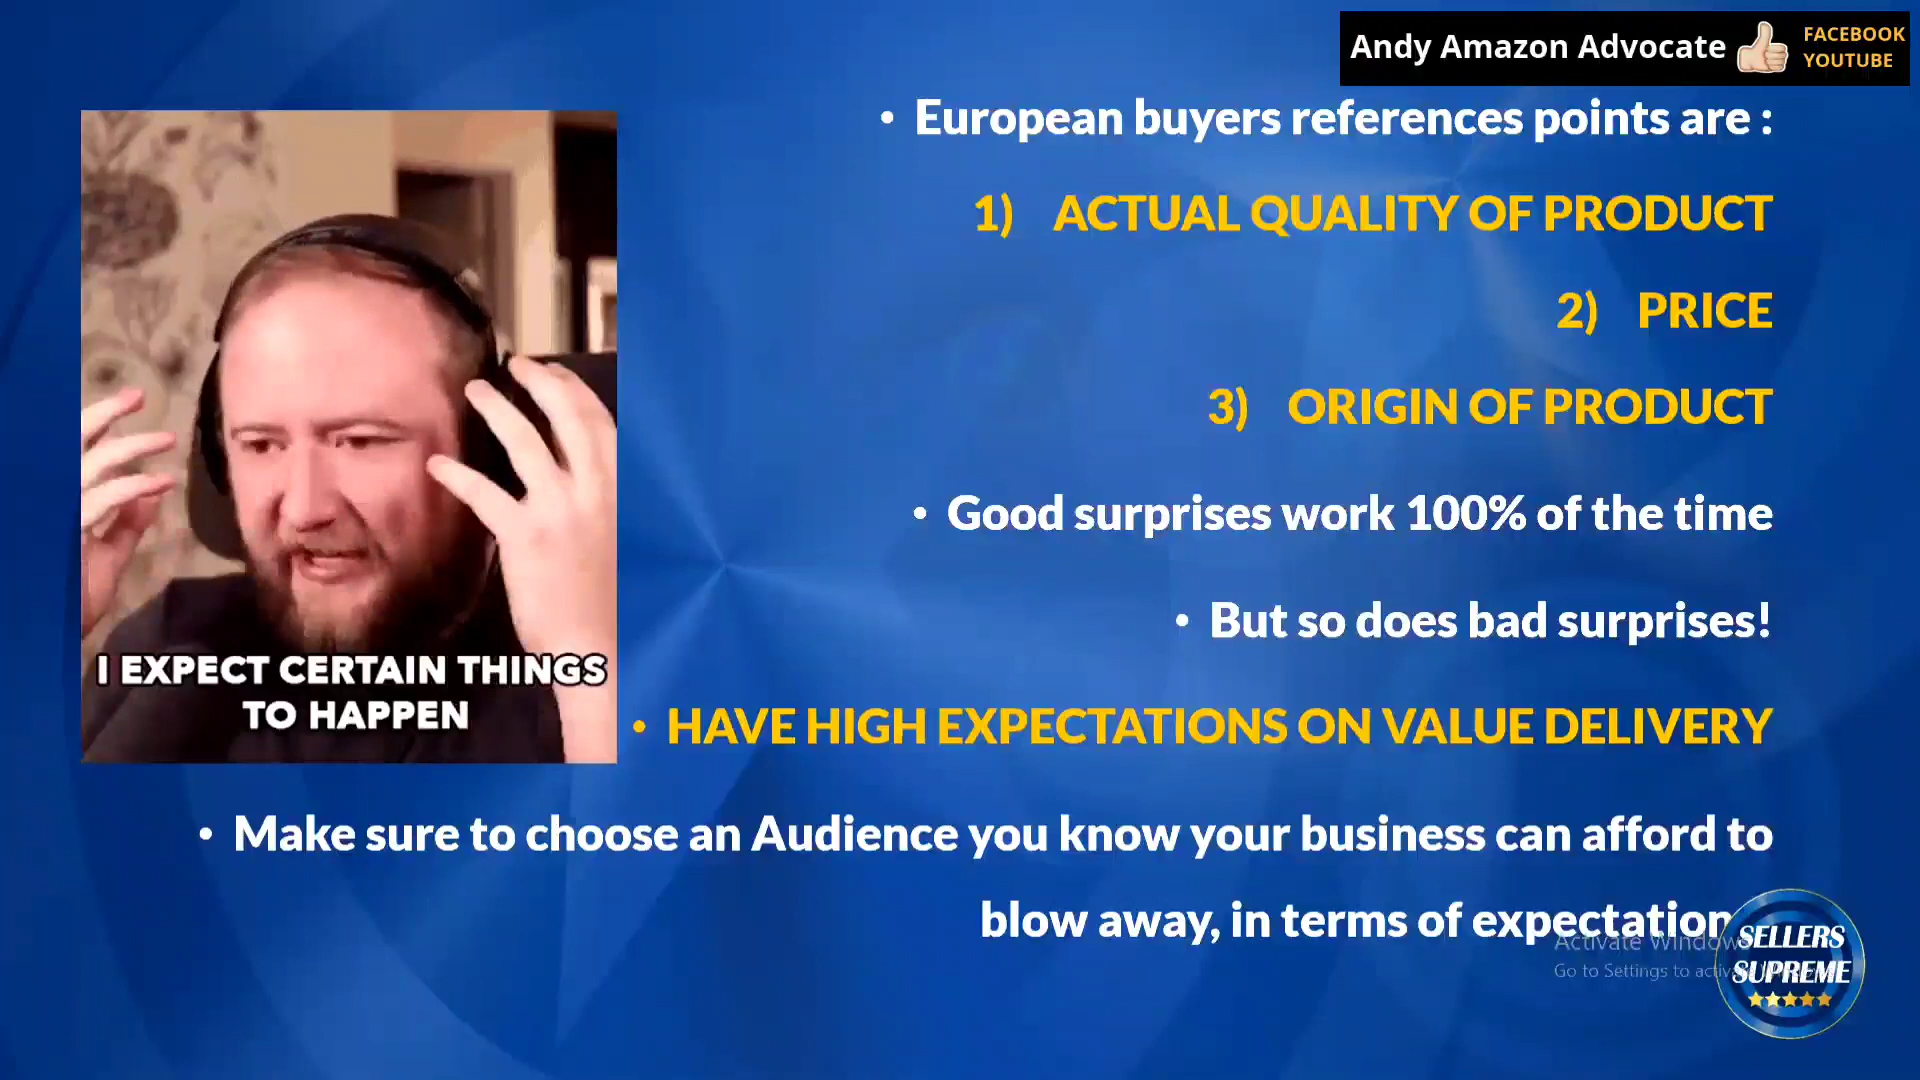 Andy Amazon Advocate
FACEBOOK
YOUTUBE
• European buyers references points are :
1) ACTUAL QUALITY OF PRODUCT
2) PRICE
3) ORIGIN OF PRODUCT
• Good surprises work 100% of the time
• But so does bad surprises!
I EXPECT CERTAIN THINGS
TO HAPPEN
• HAVE HIGH EXPECTATIONS ON VALUE DELIVERY
• Make sure to choose an Audience you know your business can afford to
blow away, in terms of expectation
Activate Windows
Go to Settings to
SELLERS
SUPREME